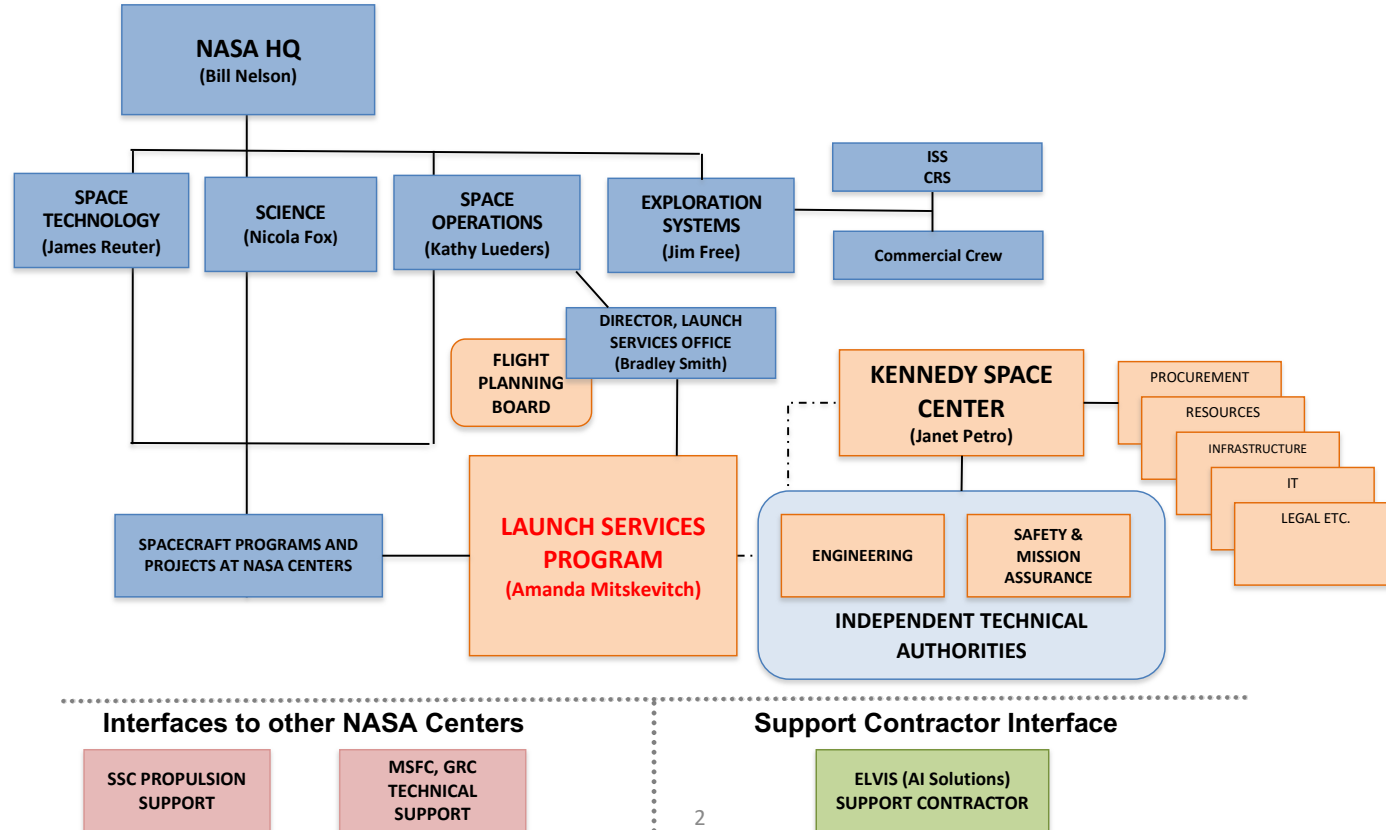 NASA HQ
(Bill Nelson)
SPACE
TECHNOLOGY
(James Reuter)
SCIENCE
(Nicola Fox)
SPACE
OPERATIONS
(Kathy Lueders)
EXPLORATION
SYSTEMS
(Jim Free)
ISS
CRS
Commercial Crew
DIRECTOR, LAUNCH
SERVICES OFFICE
(Bradley Smith)
FLIGHT
PLANNING
BOARD
KENNEDY SPACE
CENTER
(Janet Petro)
PROCUREMENT
RESOURCES
INFRASTRUCTURE
IT
LEGAL ETC.
SPACECRAFT PROGRAMS AND
PROJECTS AT NASA CENTERS
LAUNCH SERVICES
PROGRAM
(Amanda Mitskevitch)
ENGINEERING
SAFETY &
MISSION
ASSURANCE
INDEPENDENT TECHNICAL
AUTHORITIES
Interfaces to other NASA Centers
SSC PROPULSION
SUPPORT
MSFC, GRC
TECHNICAL
SUPPORT
Support Contractor Interface
ELVIS (AI Solutions)
SUPPORT CONTRACTOR
2